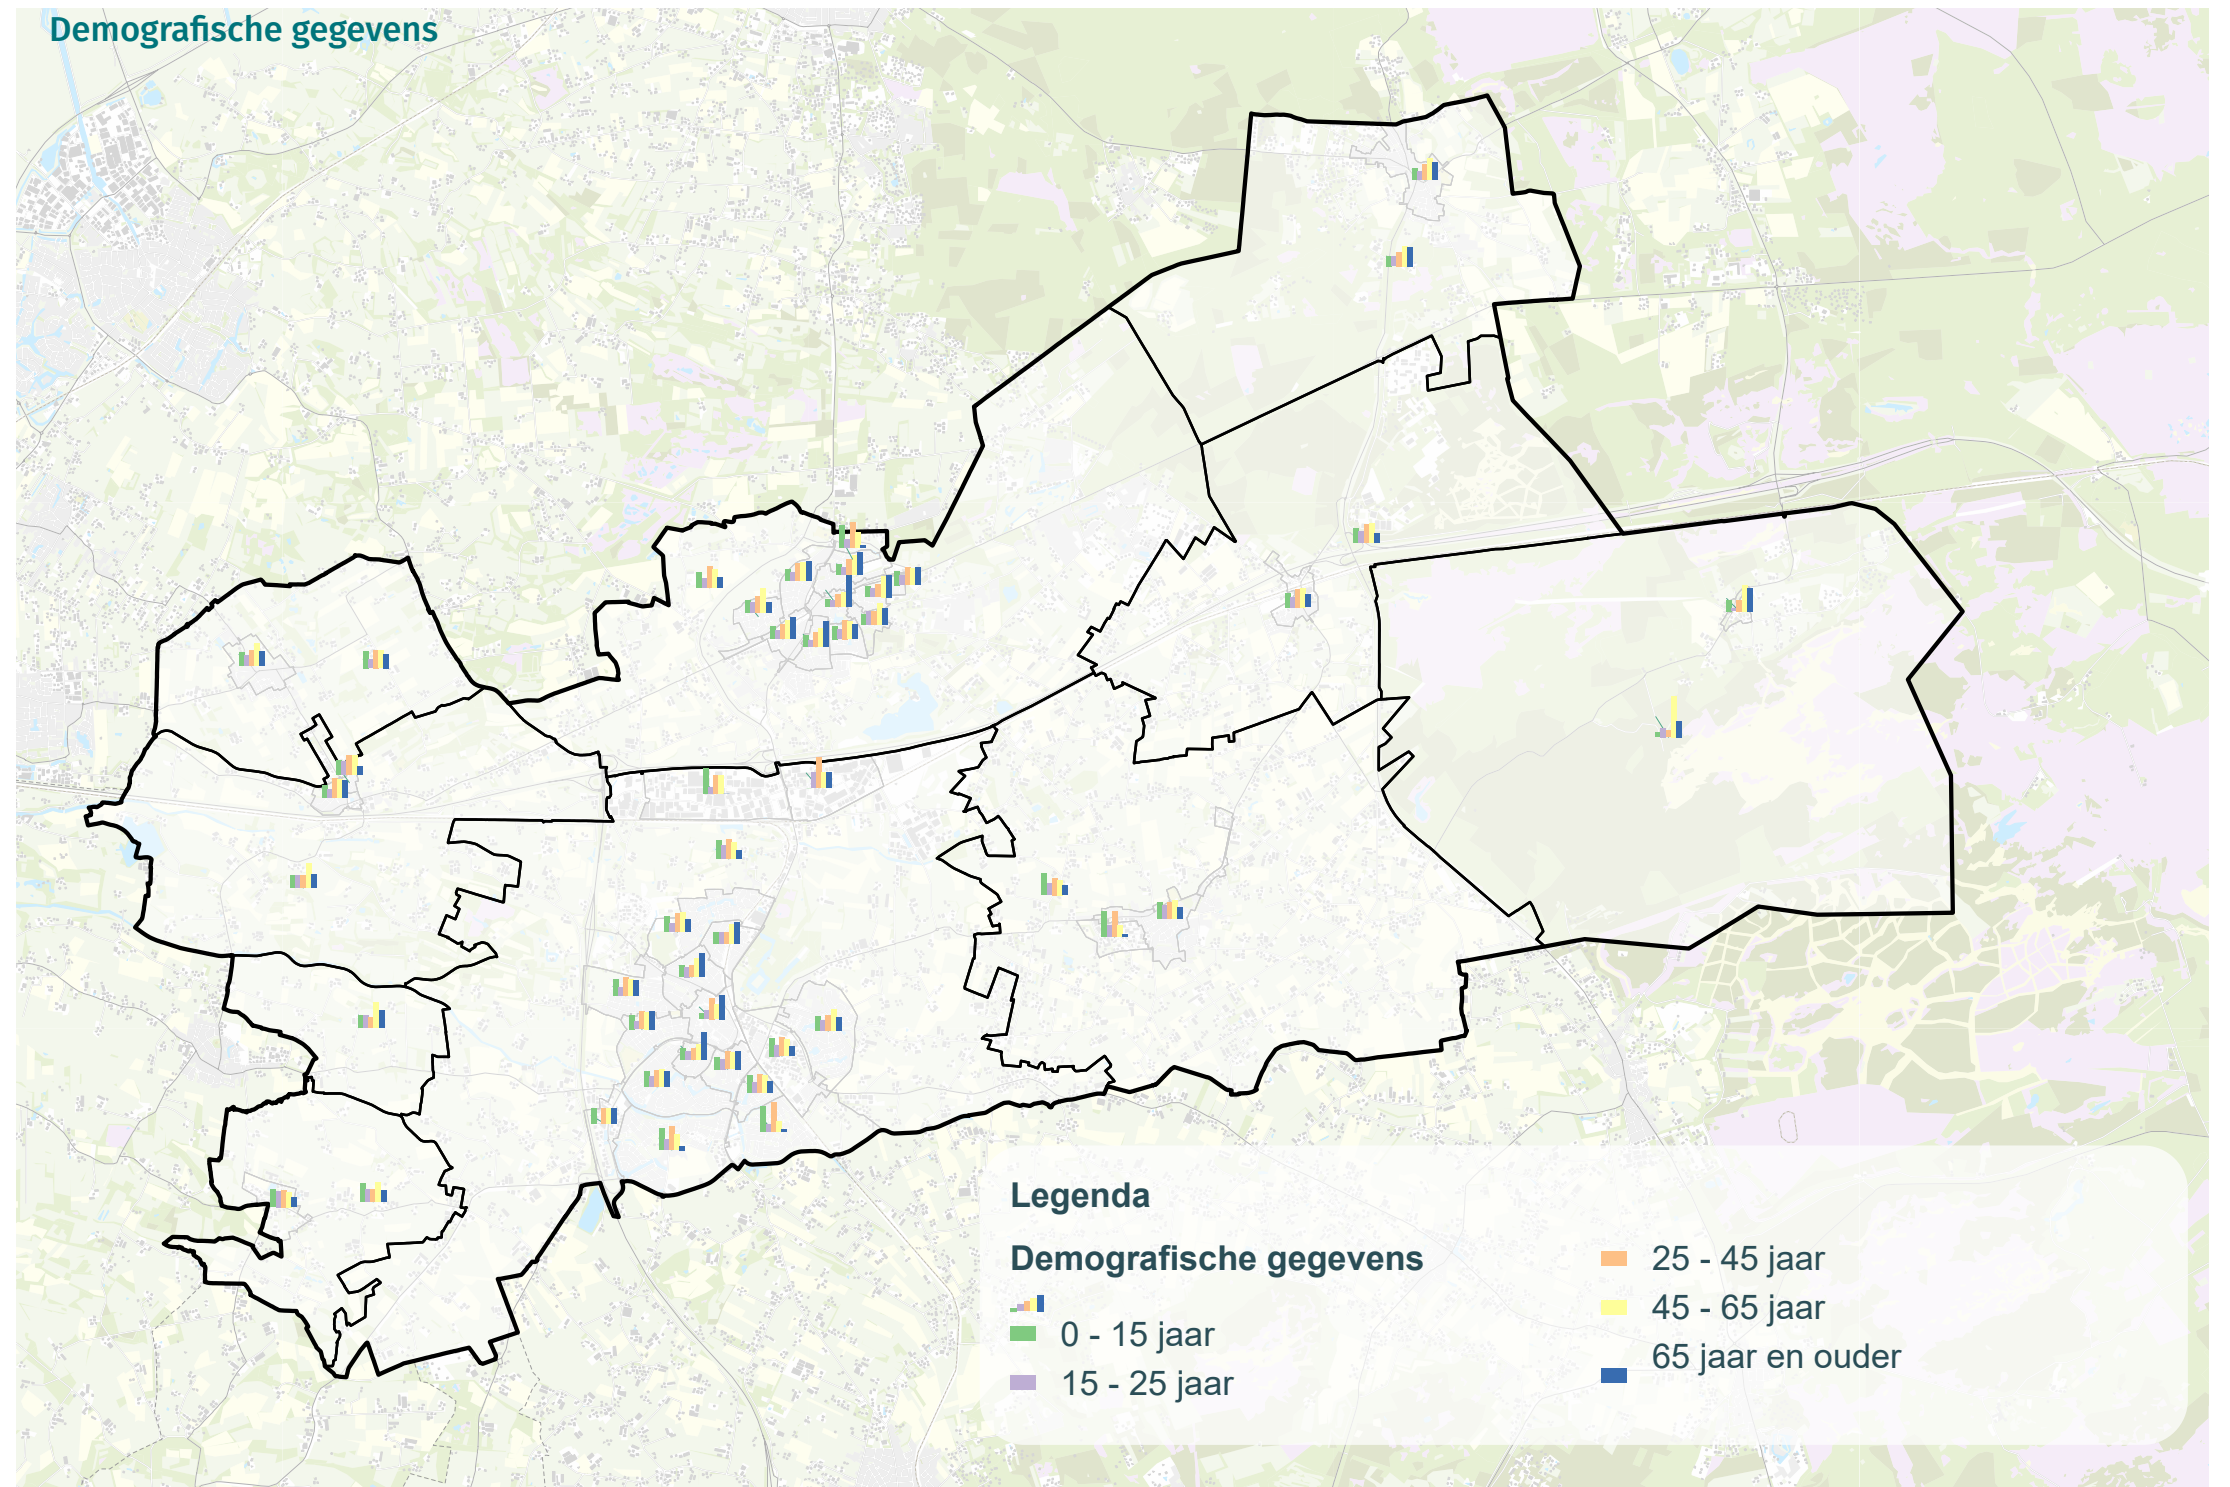 Demografische gegevens
Legenda
Demografische gegevens
0 - 15 jaar
15 - 25 jaar
25 - 45 jaar
45 - 65 jaar
65 jaar en ouder